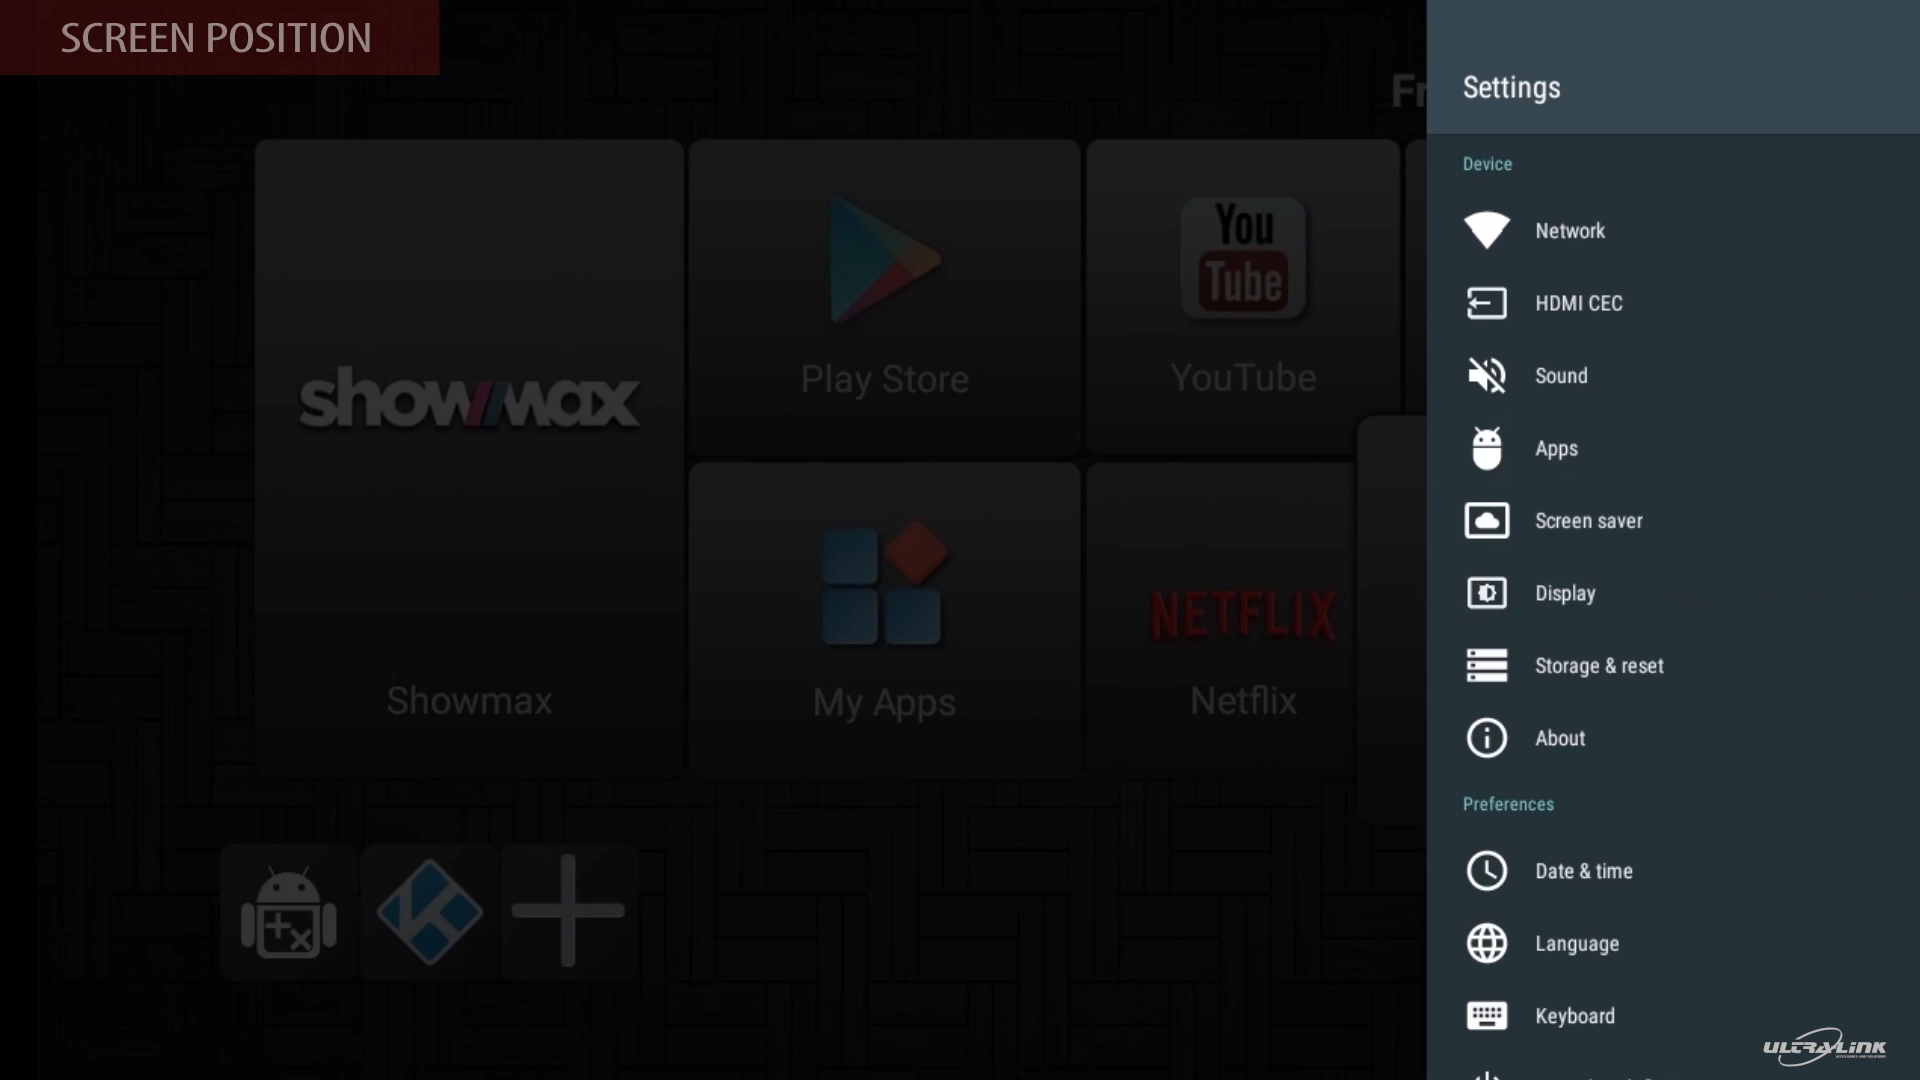 SCREEN POSITION
Fr
showmax
Showmax
Play Store
You
Tube
YouTube
My Apps
NETFLIX
Netflix
Settings
Device
Network
HDMI CEC
Sound
Apps
Screen saver
Display
Storage & reset
About
Preferences
Date & time
Language
Keyboard
ULTRALINK